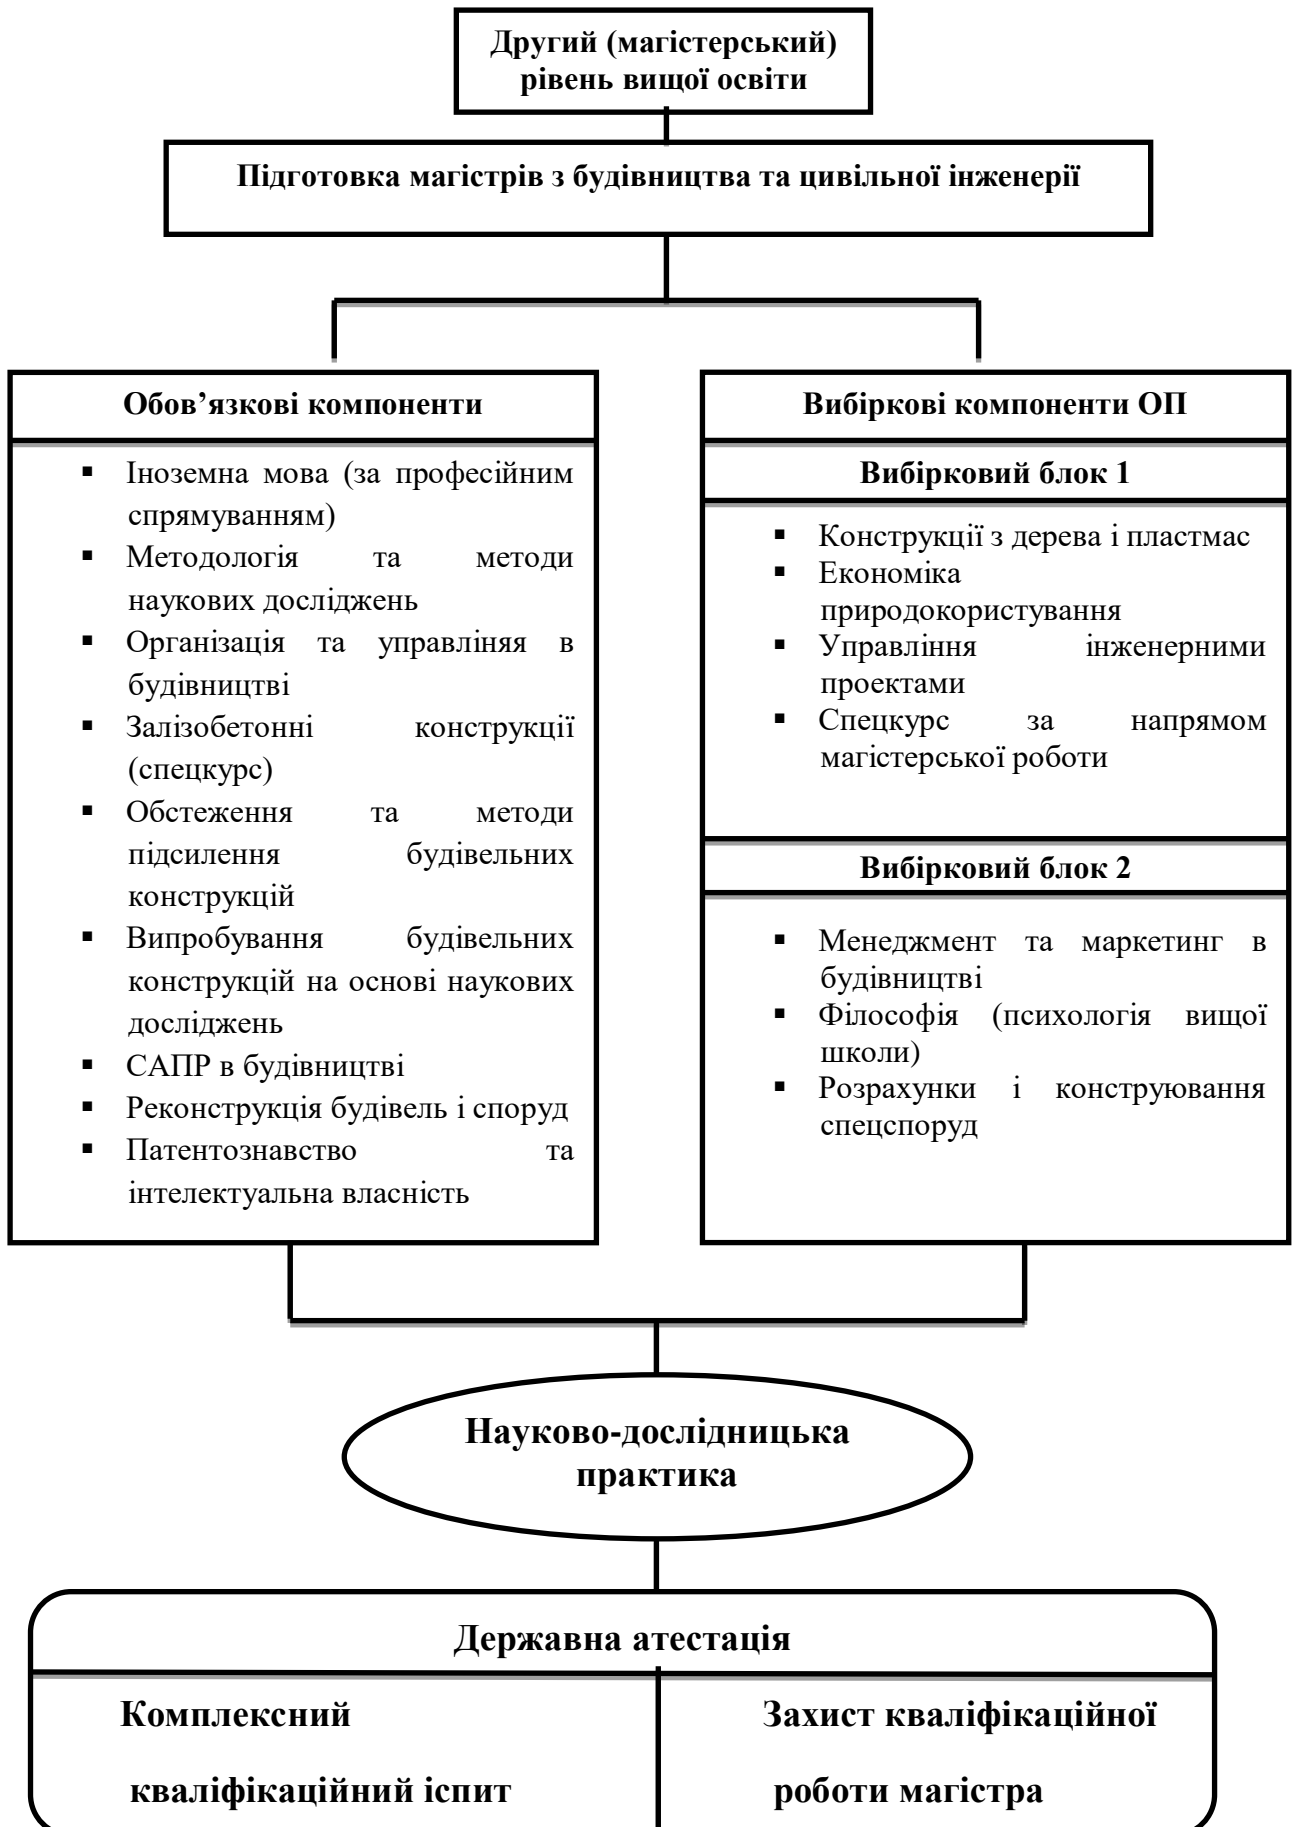 Другий (магістерський)
рівень вищої освіти
Підготовка магістрів з будівництва та цивільної інженерії
Обов’язкові компоненти
▪ Іноземна мова (за професійним
спрямуванням)
▪ Методологія та методи
наукових досліджень
▪ Організація та управліняя в
будівництві
▪ Залізобетонні конструкції
(спецкурс)
▪ Обстеження та методи
підсилення будівельних
конструкцій
▪ Випробування будівельних
конструкцій на основі наукових
досліджень
▪ САПР в будівництві
▪ Реконструкція будівель і споруд
▪ Патентознавство та
інтелектуальна власність
Вибіркові компоненти ОП
Вибірковий блок 1
▪ Конструкції з дерева і пластмас
▪ Економіка
природокористування
▪ Управління інженерними
проектами
▪ Спецкурс за напрямом
магістерської роботи
Вибірковий блок 2
▪ Менеджмент та маркетинг в
будівництві
▪ Філософія (психологія вищої
школи)
▪ Розрахунки і конструювання
спецспоруд
Науково-дослідницька
практика
Державна атестація
Комплексний
кваліфікаційний іспит
Захист кваліфікаційної
роботи магістра